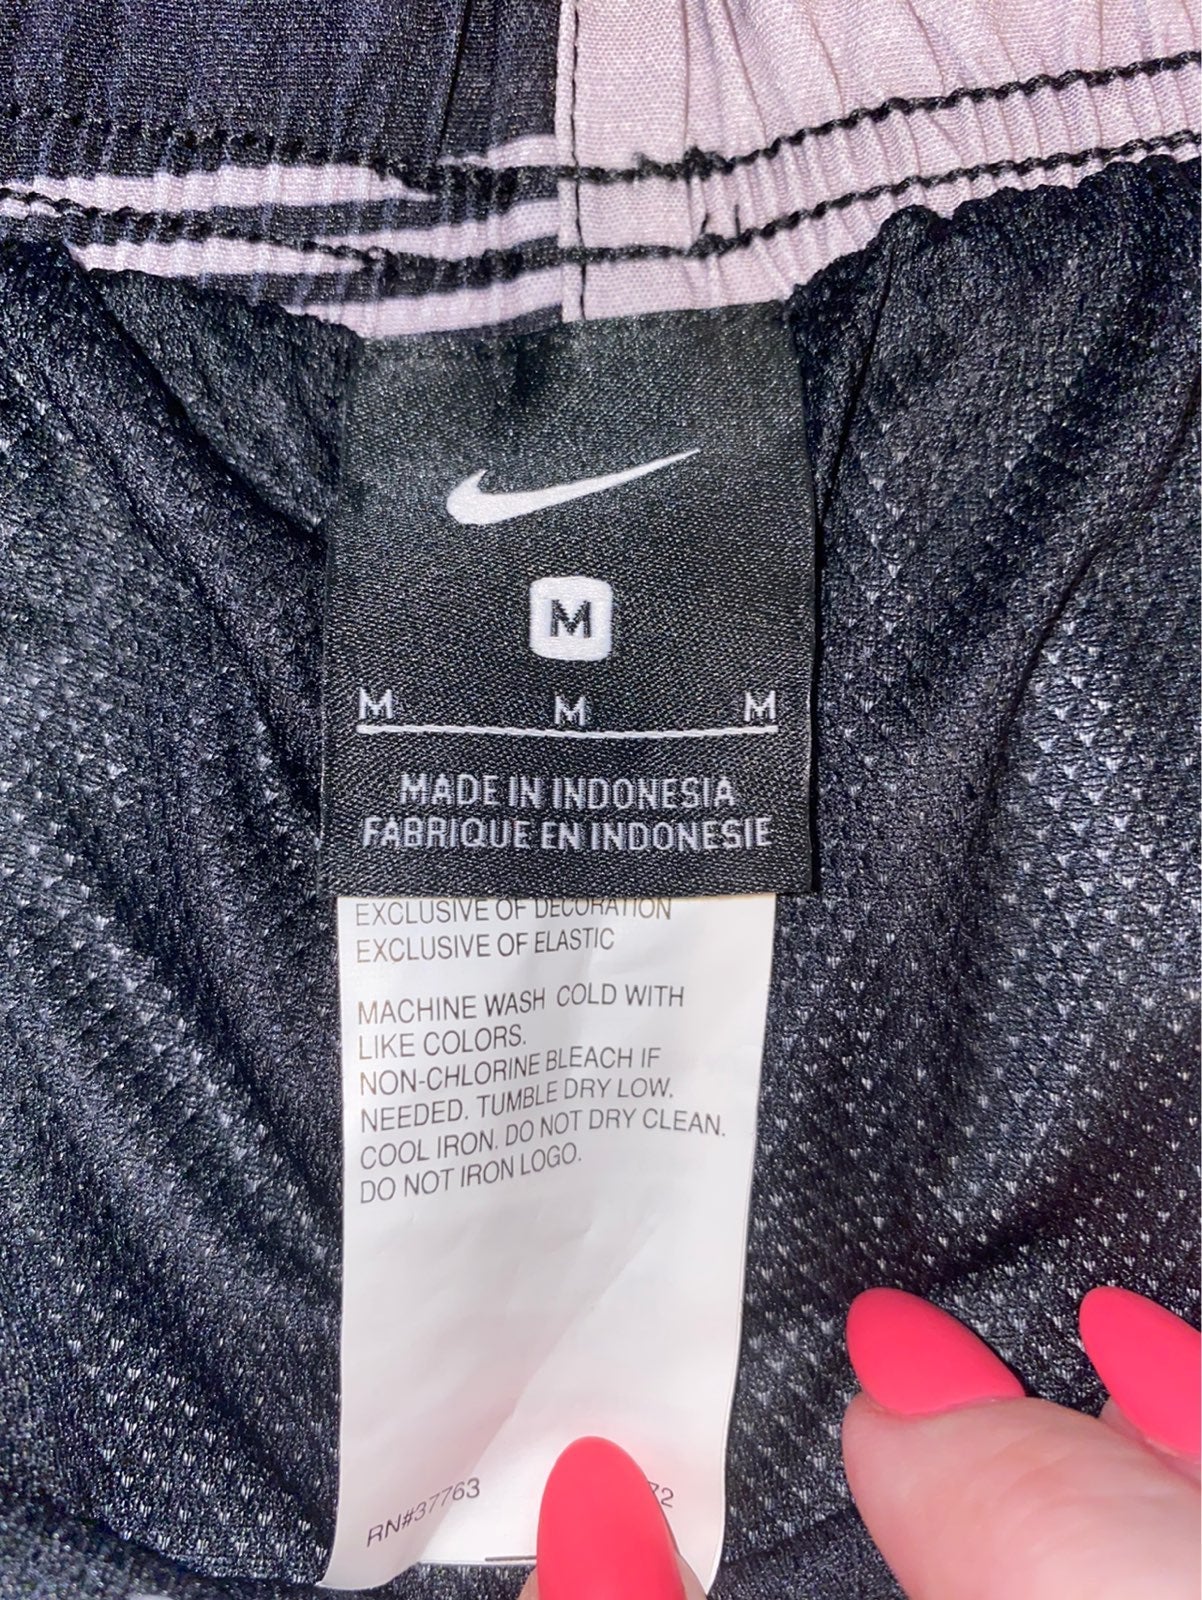 M
M M M
MADE IN INDONESIA
FABRIQUE EN INDONESIE
EXCLUSIVE OF DECORATION
EXCLUSIVE OF ELASTIC
MACHINE WASH COLD WITH
LIKE COLORS.
NON-CHLORINE BLEACH IF
NEEDED. TUMBLE DRY LOW.
COOL IRON. DO NOT DRY CLEAN.
DO NOT IRON LOGO.
RN#37763